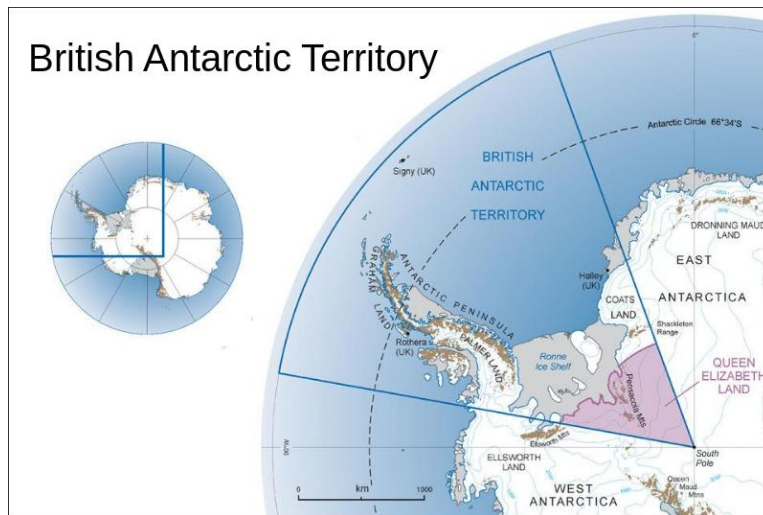 British Antarctic Territory
0°
Antarctic Circle 66°34'S
BRITISH
ANTARCTIC
TERRITORY
Signy (UK)
DRONNING MAUD
LAND
EAST
ANTARCTICA
Halley
(UK)
COATS
LAND
Shackleton
Range
ANTARCTIC PENINSULA
GRAHAM
LAND
Rothera
(UK)
PALMER LAND
Ronne
Ice Shelf
QUEEN
ELIZABETH
LAND
Pensacola Mts
Ellsworth Mts
90°W
ELLSWORTH
LAND
South
Pole
0 km 1000
WEST
ANTARCTICA
Queen
Maud
Mtns